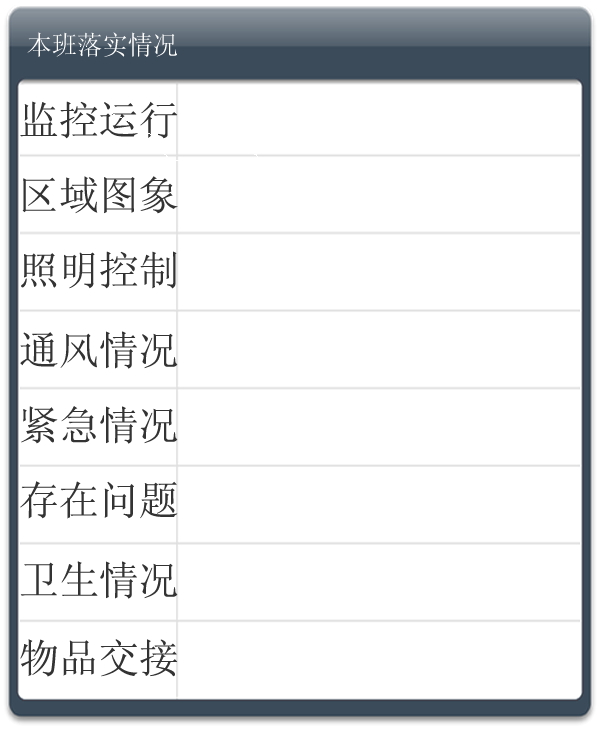 本班落实情况
监控运行
区域图象
照明控制
通风情况
紧急情况
存在问题
卫生情况
物品交接